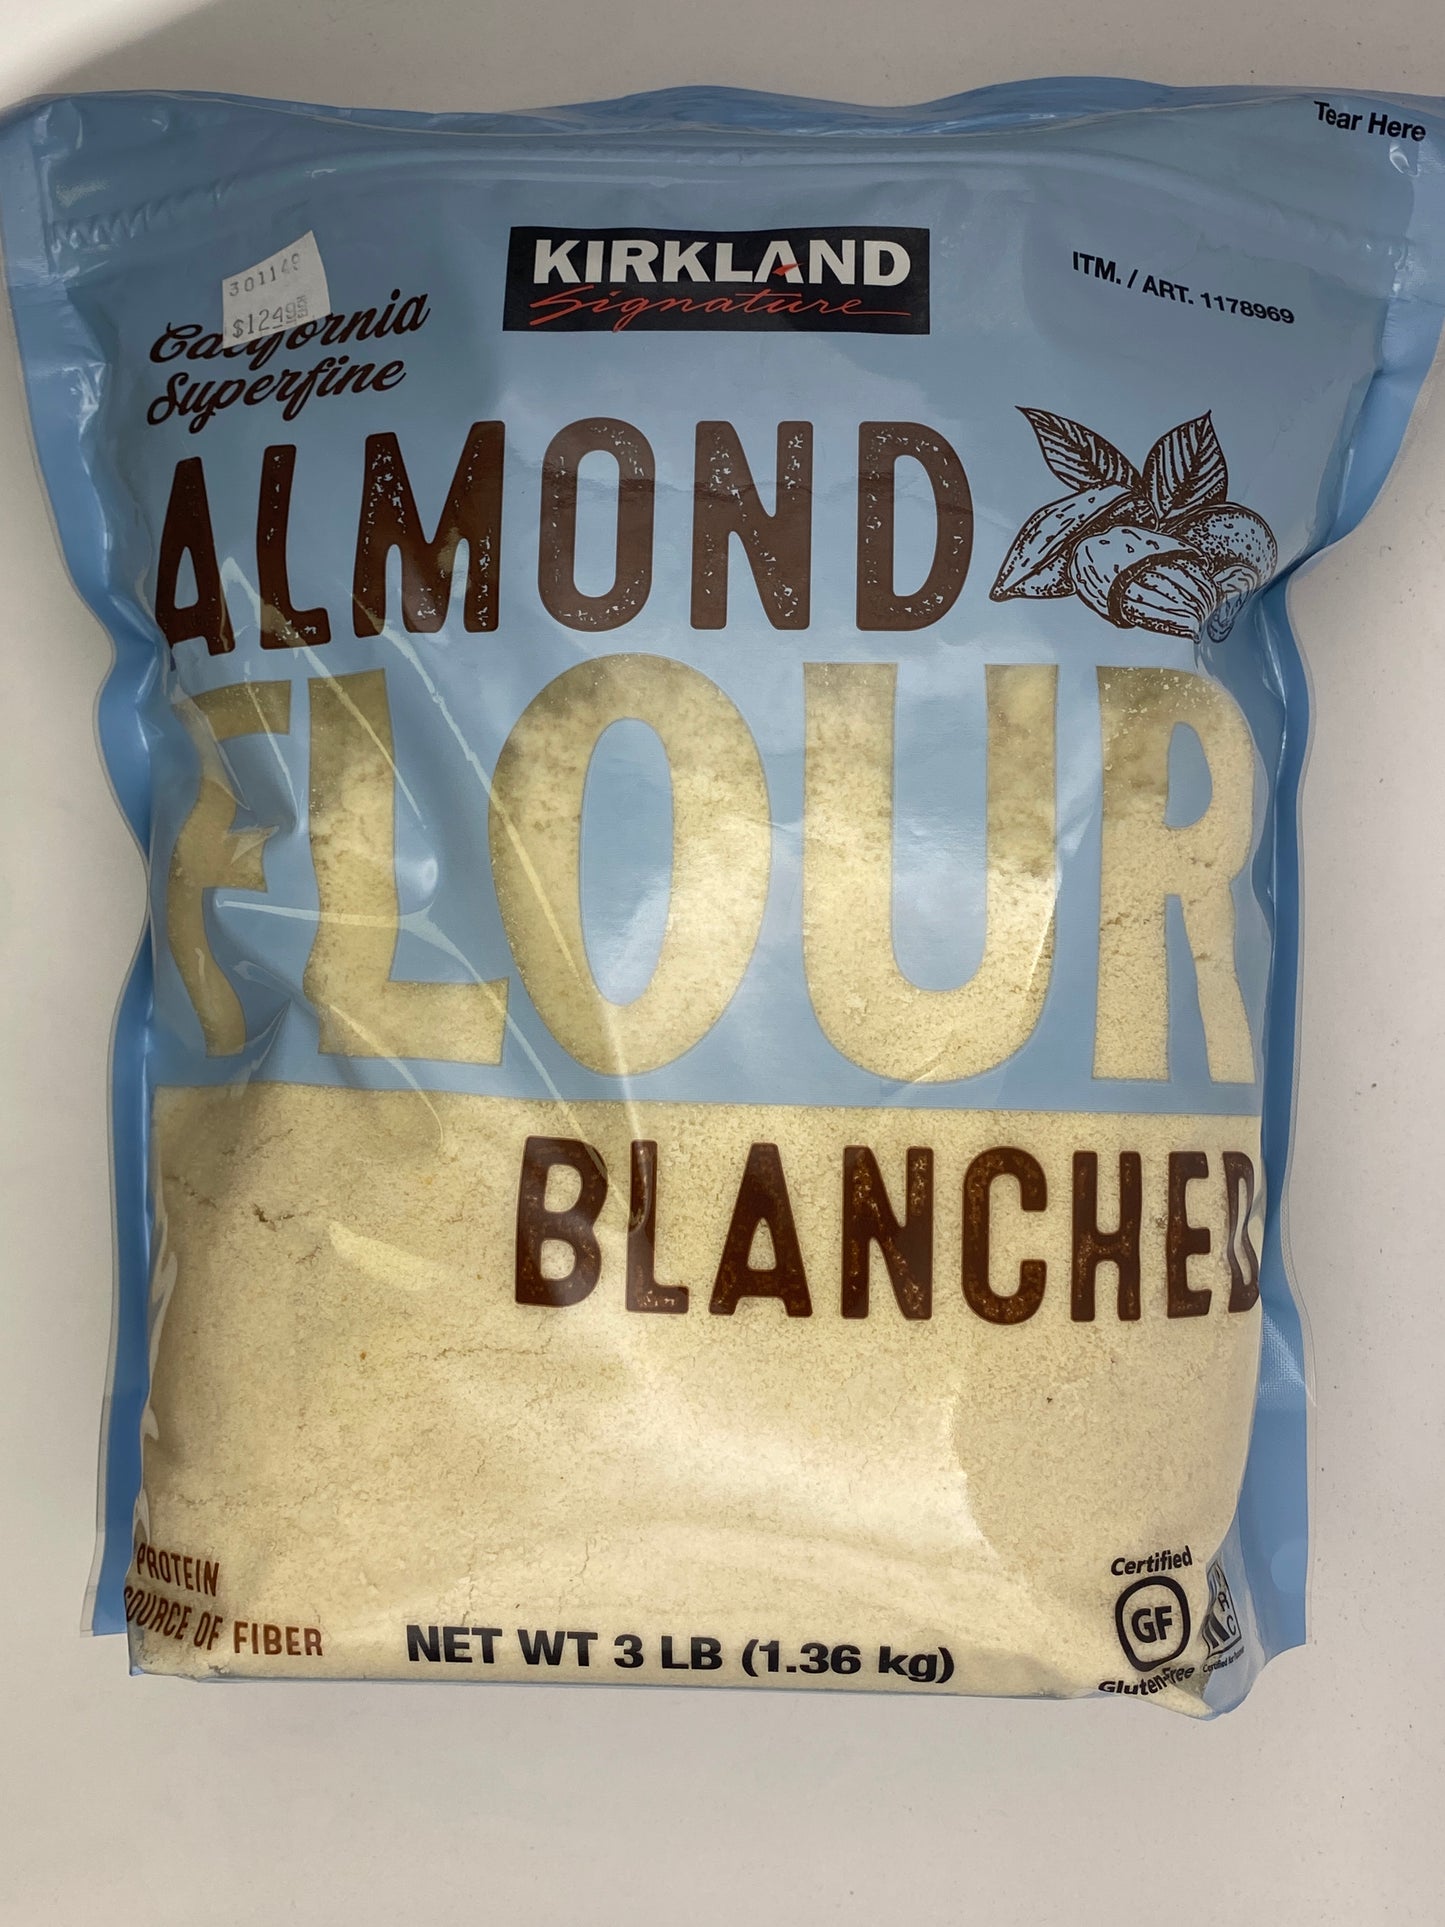 Tear Here
KIRKLAND
Signature
ITM. / ART. 1178969
301149
$1249
California
Superfine
ALMOND
FLOUR
BLANCHED
PROTEIN
SOURCE OF FIBER
NET WT 3 LB (1.36 kg)
Certified
GF
Gluten-Free